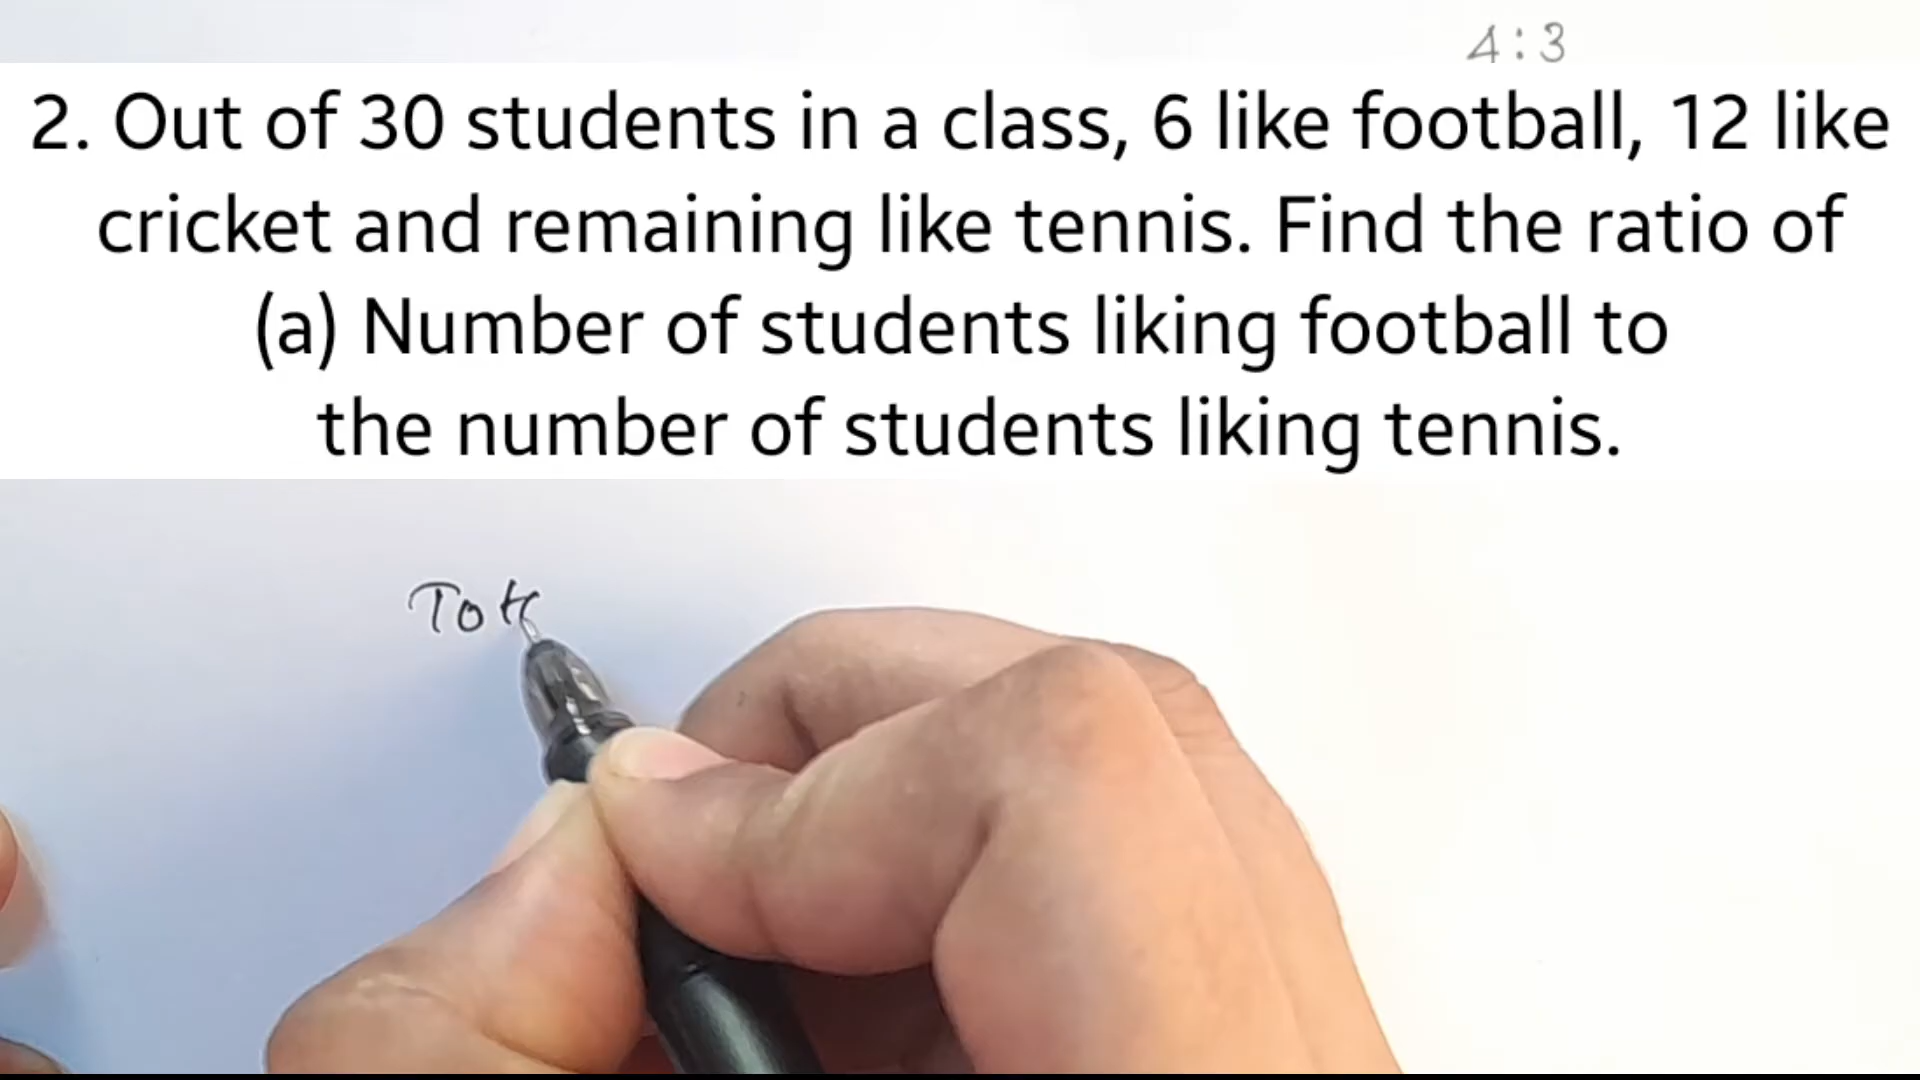 4:3
2. Out of 30 students in a class, 6 like football, 12 like
cricket and remaining like tennis. Find the ratio of
(a) Number of students liking football to
the number of students liking tennis.
Tot